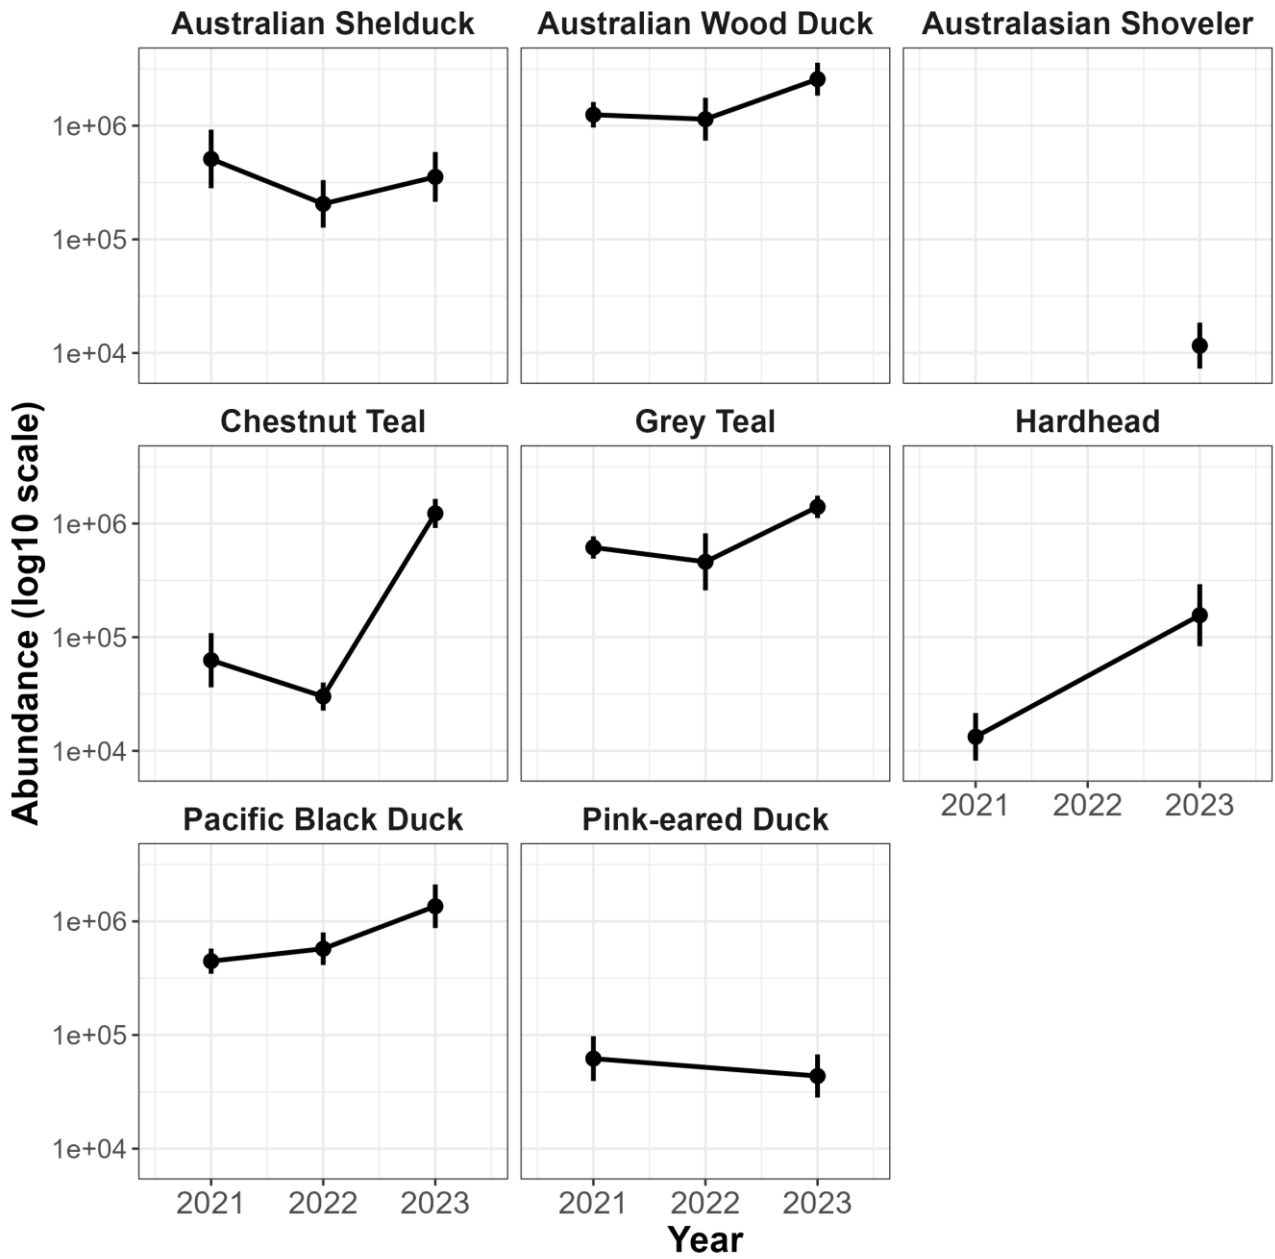 Australian Shelduck
Australian Wood Duck
Australasian Shoveler
1e+06
1e+05
1e+04
Abundance (log10 scale)
Chestnut Teal
Grey Teal
Hardhead
1e+06
1e+05
1e+04
2021 2022 2023
Pacific Black Duck
Pink-eared Duck
1e+06
1e+05
1e+04
2021 2022 2023
2021 2022 2023
Year